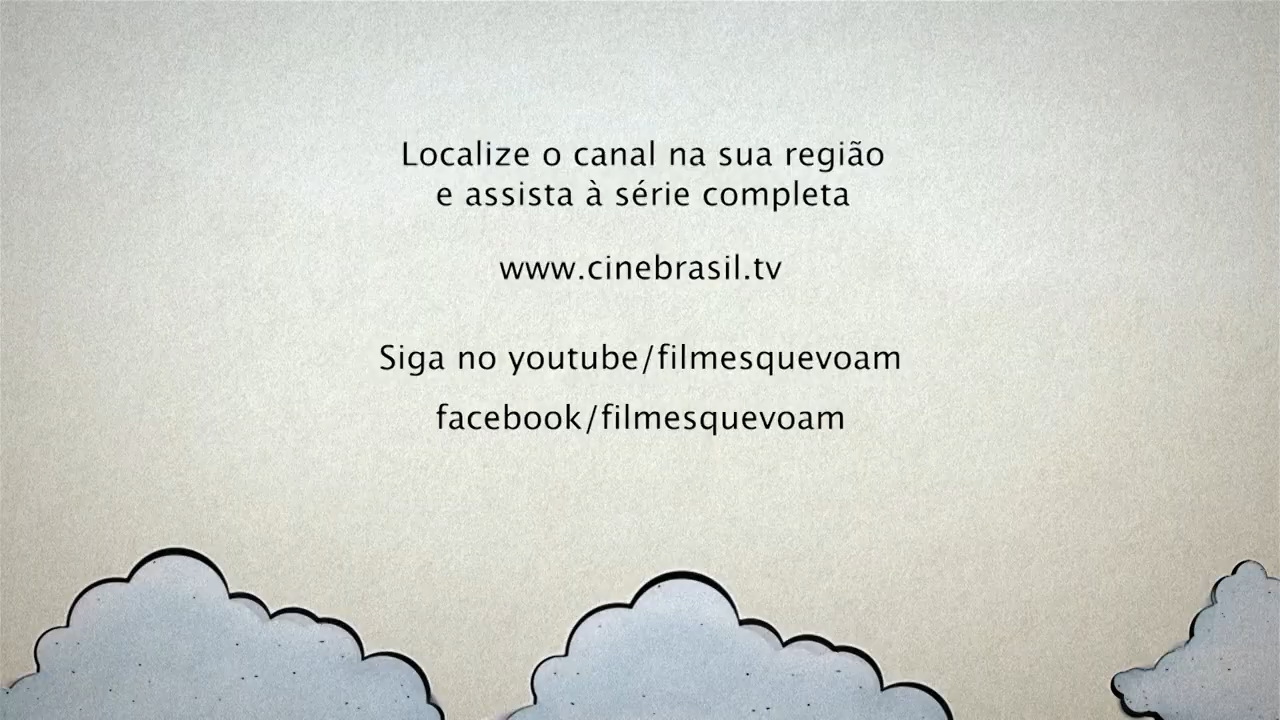 Localize o canal na sua região
e assista à série completa
www.cinebrasil.tv
Siga no youtube/filmesquevoam
facebook/filmesquevoam